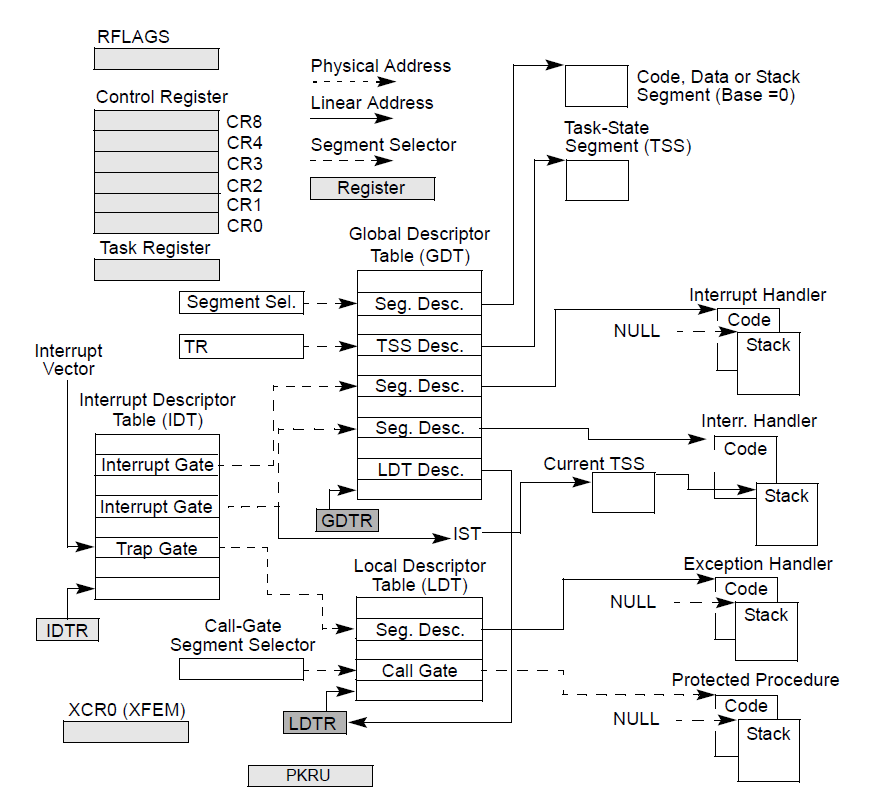 RFLAGS
Control Register
CR8
CR4
CR3
CR2
CR1
CR0
Task Register
Physical Address
Linear Address
Segment Selector
Register
Code, Data or Stack
Segment (Base =0)
Task-State
Segment (TSS)
Global Descriptor
Table (GDT)
Segment Sel.
Seg. Desc.
TR
TSS Desc.
Seg. Desc.
Seg. Desc.
LDT Desc.
GDTR
Interrupt Handler
Code
NULL
Stack
Interrupt
Vector
Interrupt Descriptor
Table (IDT)
Interrupt Gate
Interrupt Gate
Trap Gate
IDTR
Interr. Handler
Code
Current TSS
Stack
IST
Local Descriptor
Table (LDT)
Seg. Desc.
Call Gate
LDTR
Call-Gate
Segment Selector
Exception Handler
Code
NULL
Stack
Protected Procedure
Code
NULL
Stack
XCR0 (XFEM)
PKRU